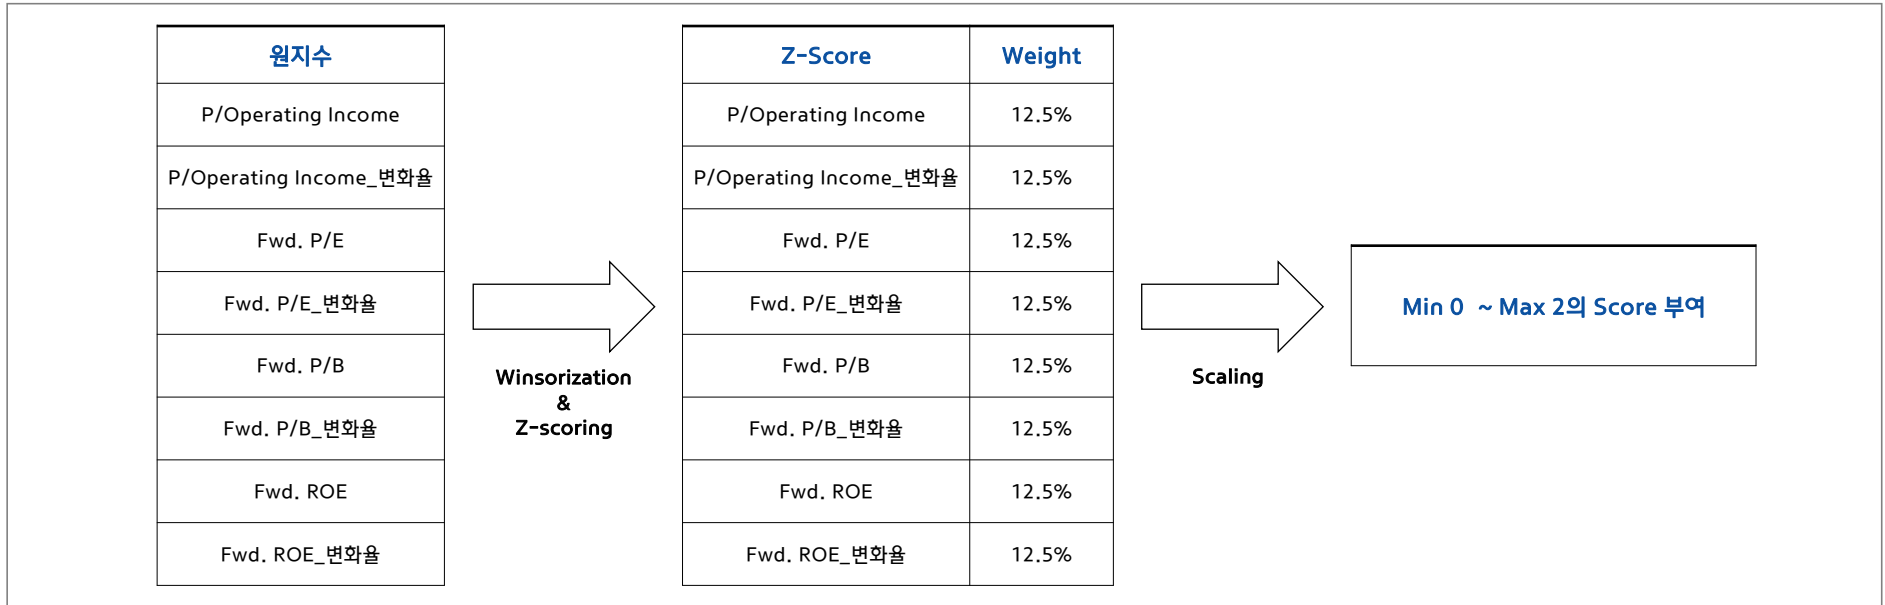 원지수
P/Operating Income
P/Operating Income_변화율
Fwd. P/E
Fwd. P/E_변화율
Fwd. P/B
Fwd. P/B_변화율
Fwd. ROE
Fwd. ROE_변화율
Winsorization
&
Z-scoring
Z-Score Weight
P/Operating Income 12.5%
P/Operating Income_변화율 12.5%
Fwd. P/E 12.5%
Fwd. P/E_변화율 12.5%
Fwd. P/B 12.5%
Fwd. P/B_변화율 12.5%
Fwd. ROE 12.5%
Fwd. ROE_변화율 12.5%
Scaling
Min 0 ~ Max 2의 Score 부여